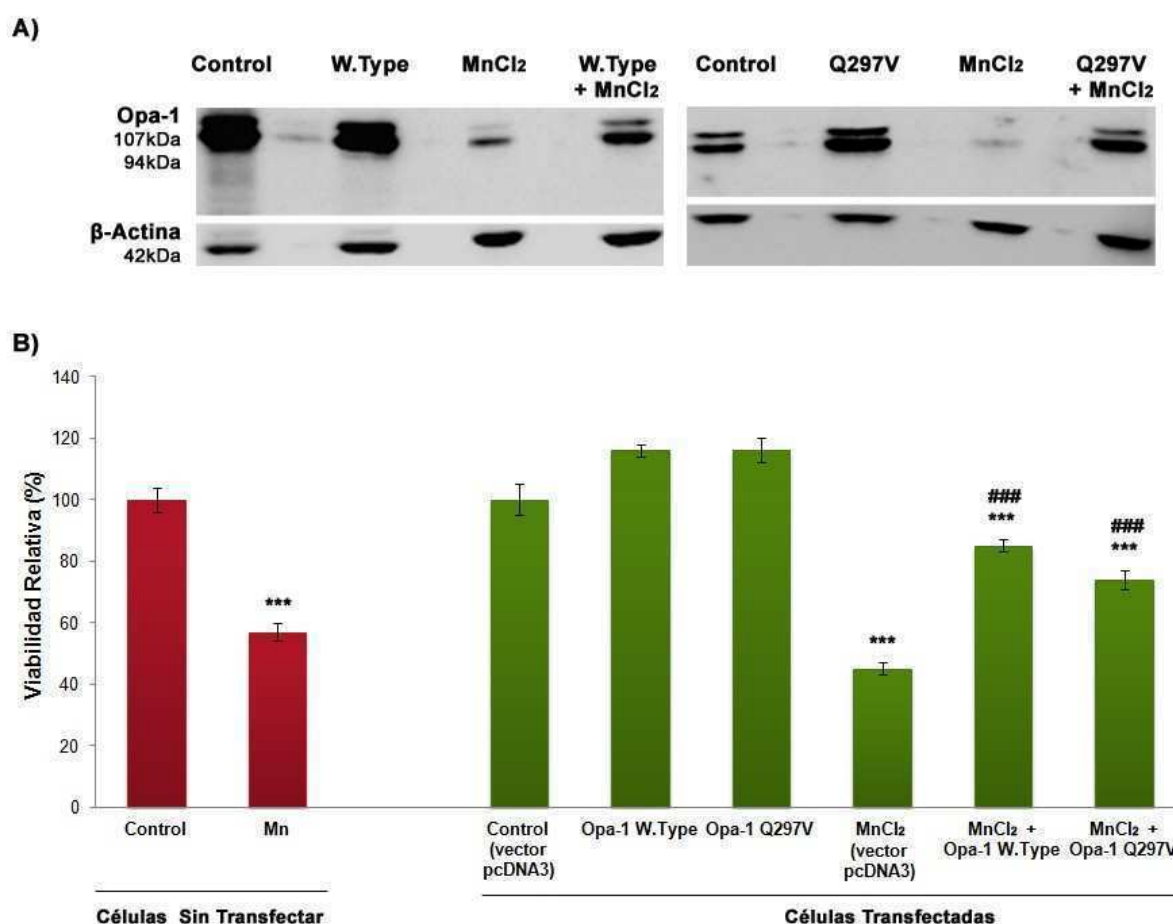 A)
Control W.Type MnCl₂ W.Type + MnCl₂ Control Q297V MnCl₂ Q297V + MnCl₂
Opa-1
107kDa
94kDa
β-Actina
42kDa
B)
Viabilidad Relativa (%)
140
120
100
80
60
40
20
0
***
***
###
***
###
***
Control Mn
Control (vector pcDNA3) Opa-1 W.Type Opa-1 Q297V MnCl₂ (vector pcDNA3) MnCl₂ + Opa-1 W.Type MnCl₂ + Opa-1 Q297V
Células Sin Transfectar Células Transfectadas